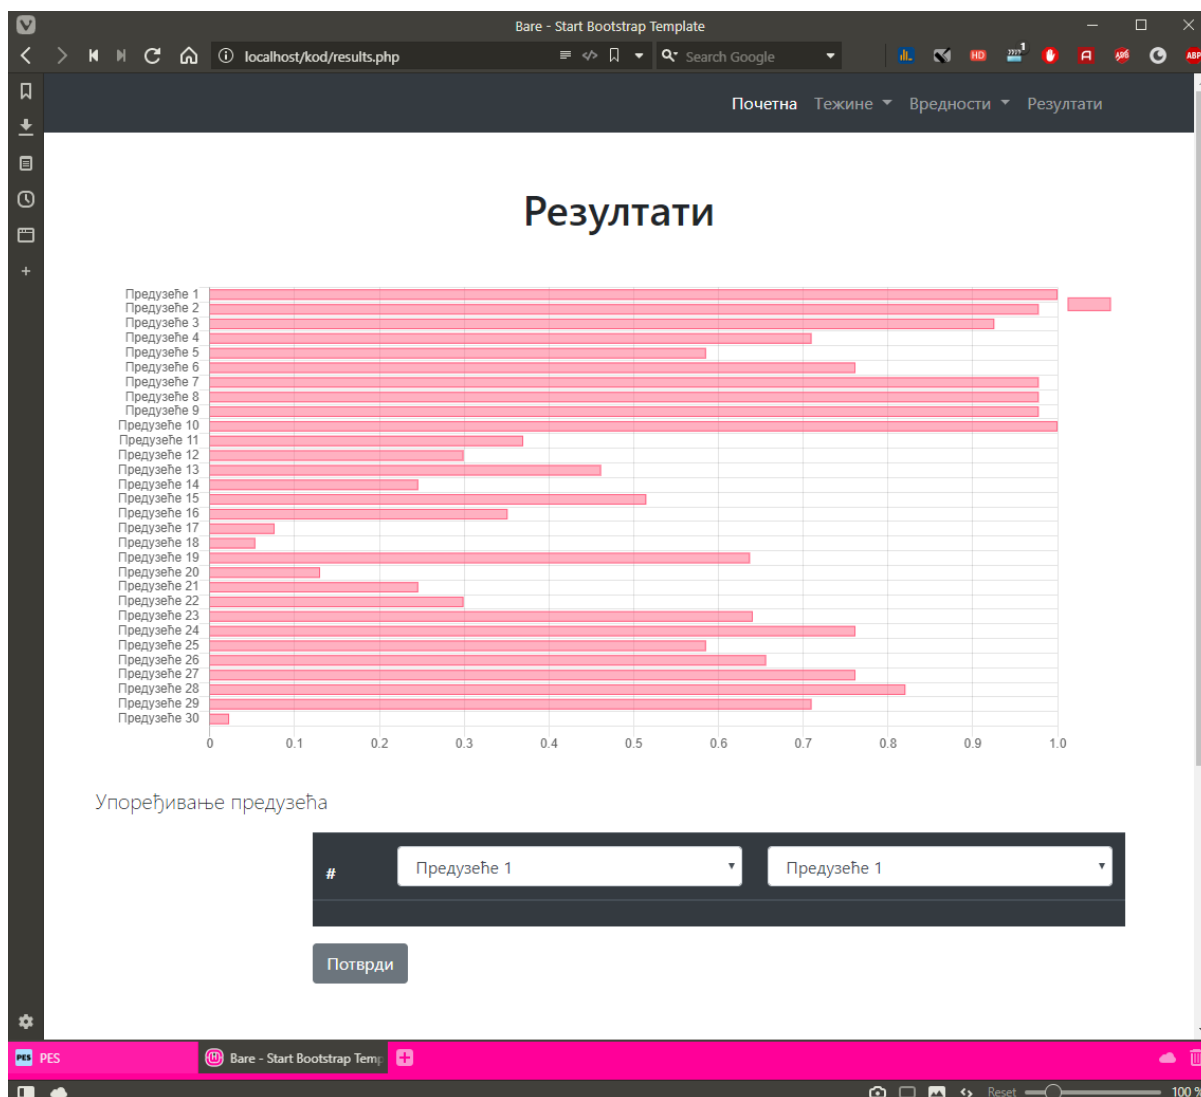 Bare - Start Bootstrap Template
localhost/kod/results.php
Search Google
HD
1
ABP
Почетна Тежине Вредности Резултати
Резултати
Предузеће 1
Предузеће 2
Предузеће 3
Предузеће 4
Предузеће 5
Предузеће 6
Предузеће 7
Предузеће 8
Предузеће 9
Предузеће 10
Предузеће 11
Предузеће 12
Предузеће 13
Предузеће 14
Предузеће 15
Предузеће 16
Предузеће 17
Предузеће 18
Предузеће 19
Предузеће 20
Предузеће 21
Предузеће 22
Предузеће 23
Предузеће 24
Предузеће 25
Предузеће 26
Предузеће 27
Предузеће 28
Предузеће 29
Предузеће 30
0 0.1 0.2 0.3 0.4 0.5 0.6 0.7 0.8 0.9 1.0
Упоређивање предузећа
# Предузеће 1 Предузеће 1
Потврди
PES PES Bare - Start Bootstrap Temp
Reset 100 %